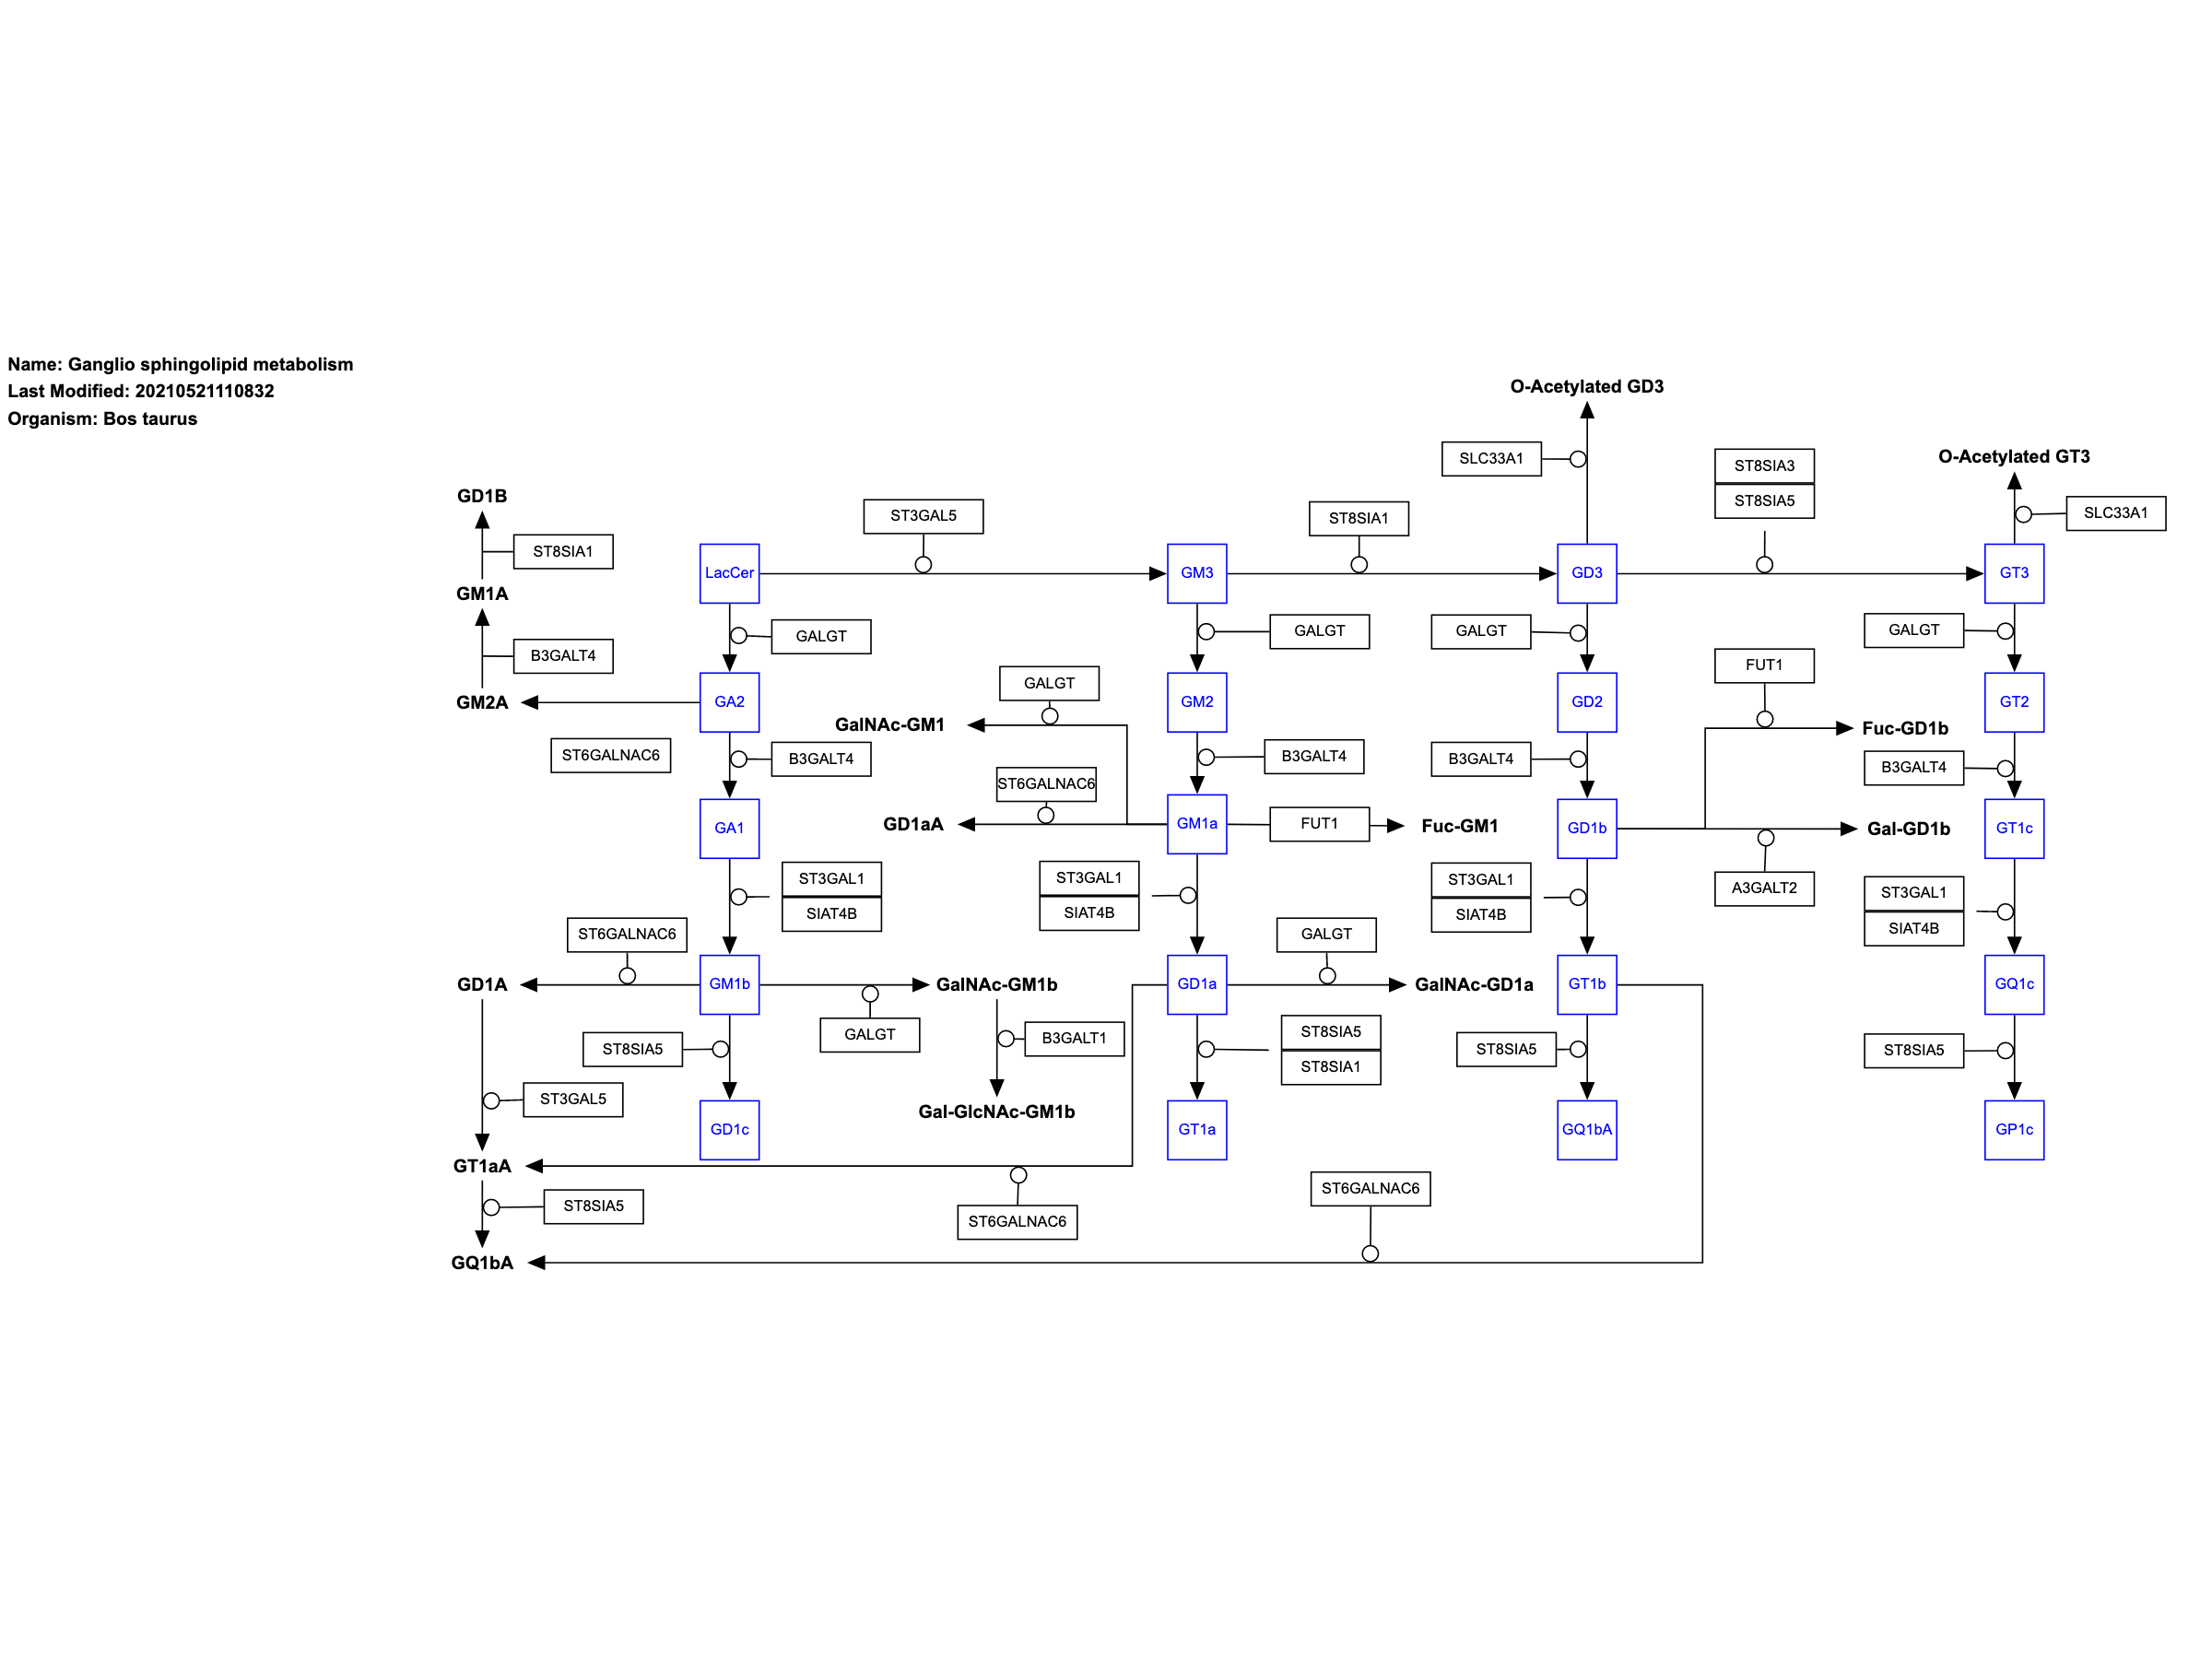 Name: Ganglio sphingolipid metabolism
Last Modified: 20210521110832
Organism: Bos taurus
O-Acetylated GD3
SLC33A1
ST8SIA3
ST8SIA5
O-Acetylated GT3
SLC33A1
GD1B
ST8SIA1
GM1A
B3GALT4
GM2A
ST3GAL5
ST8SIA1
LacCer
GM3
GD3
GT3
GALGT
GALGT
GALGT
GALGT
GA2
GALGT
GM2
GD2
FUT1
GT2
GalNAc-GM1
Fuc-GD1b
ST6GALNAC6
B3GALT4
B3GALT4
B3GALT4
B3GALT4
ST6GALNAC6
GA1
GD1aA
GM1a
FUT1
Fuc-GM1
GD1b
Gal-GD1b
GT1c
ST3GAL1
SIAT4B
ST3GAL1
SIAT4B
ST3GAL1
SIAT4B
A3GALT2
ST3GAL1
SIAT4B
ST6GALNAC6
GALGT
GD1A
GM1b
GalNAc-GM1b
GD1a
GalNAc-GD1a
GT1b
GQ1c
GALGT
ST8SIA5
B3GALT1
ST8SIA5
ST8SIA1
ST8SIA5
ST8SIA5
ST3GAL5
GD1c
Gal-GlcNAc-GM1b
GT1a
GQ1bA
GP1c
GT1aA
ST8SIA5
ST6GALNAC6
ST6GALNAC6
GQ1bA